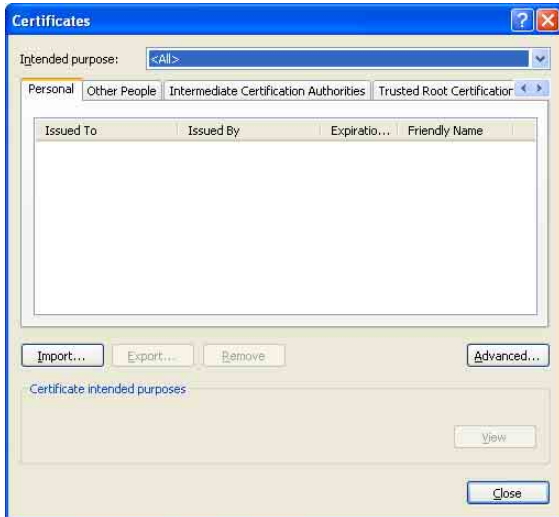 Certificates
Intended purpose: <All>
Personal Other People Intermediate Certification Authorities Trusted Root Certification
Issued To Issued By Expiratio... Friendly Name
Import... Export... Remove Advanced...
Certificate intended purposes
View
Close